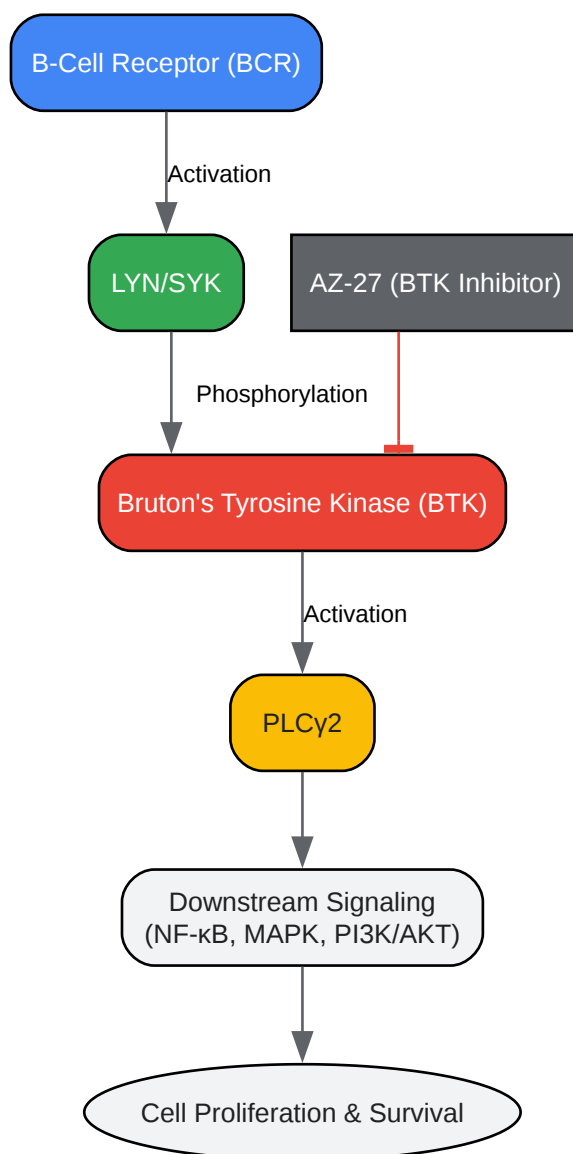 B-Cell Receptor (BCR)
Activation
LYN/SYK
AZ-27 (BTK Inhibitor)
Phosphorylation
Bruton's Tyrosine Kinase (BTK)
Activation
PLCγ2
Downstream Signaling
(NF-κB, MAPK, PI3K/AKT)
Cell Proliferation & Survival